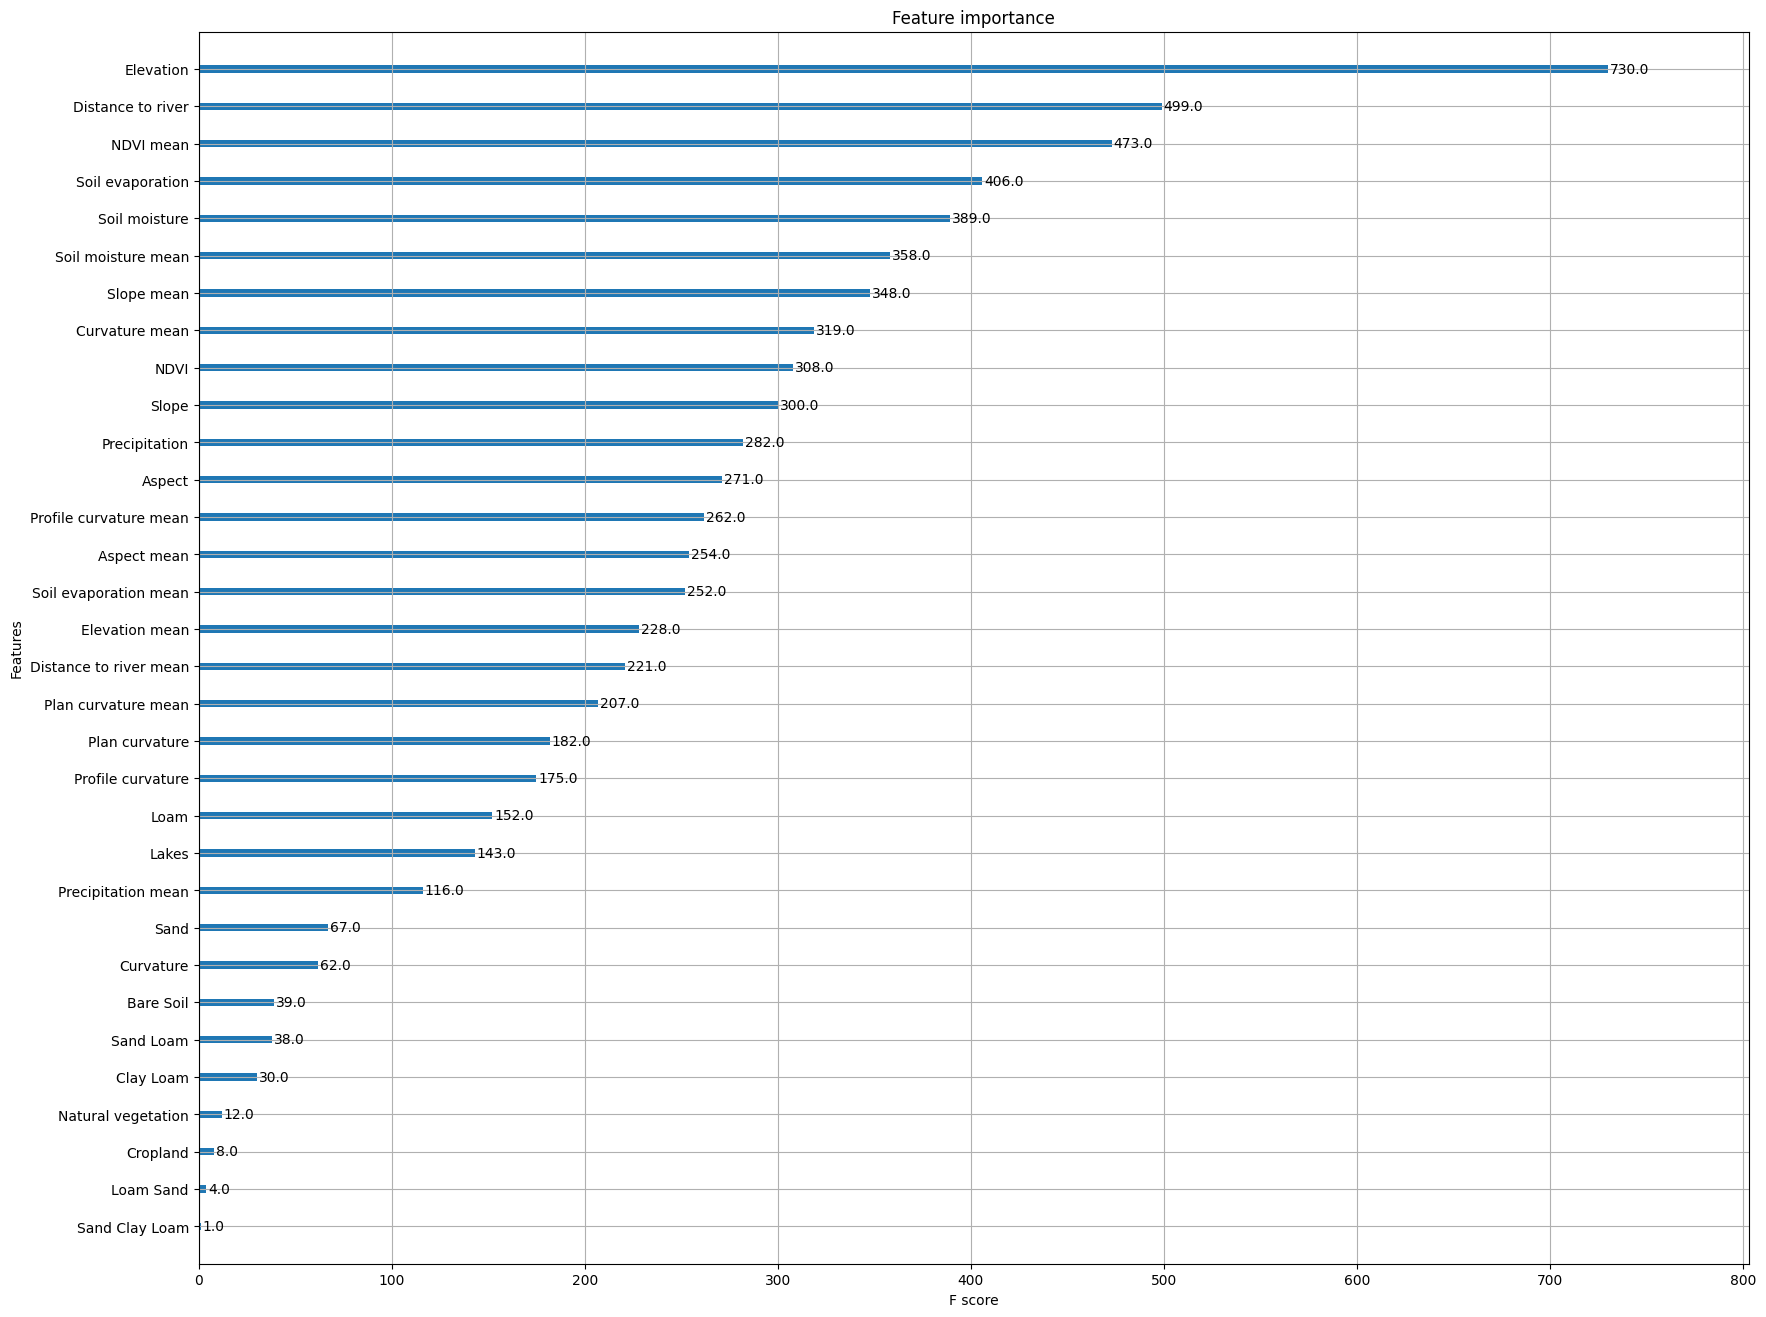 Feature importance
Elevation 730.0
Distance to river 499.0
NDVI mean 473.0
Soil evaporation 406.0
Soil moisture 389.0
Soil moisture mean 358.0
Slope mean 348.0
Curvature mean 319.0
NDVI 308.0
Slope 300.0
Precipitation 282.0
Aspect 271.0
Profile curvature mean 262.0
Aspect mean 254.0
Soil evaporation mean 252.0
Elevation mean 228.0
Distance to river mean 221.0
Plan curvature mean 207.0
Plan curvature 182.0
Profile curvature 175.0
Loam 152.0
Lakes 143.0
Precipitation mean 116.0
Sand 67.0
Curvature 62.0
Bare Soil 39.0
Sand Loam 38.0
Clay Loam 30.0
Natural vegetation 12.0
Cropland 8.0
Loam Sand 4.0
Sand Clay Loam 1.0
Features
0 100 200 300 400 500 600 700 800
F score